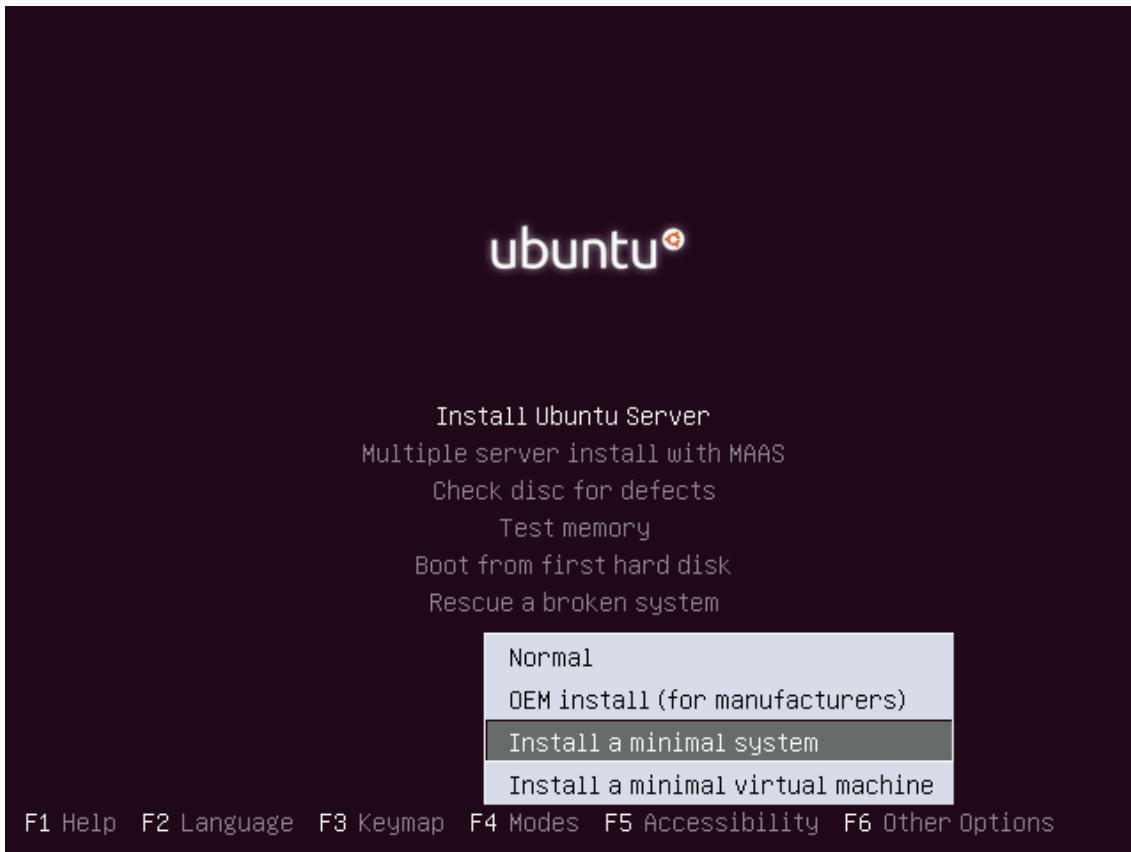 ubuntu
Install Ubuntu Server
Multiple server install with MAAS
Check disc for defects
Test memory
Boot from first hard disk
Rescue a broken system
Normal
OEM install (for manufacturers)
Install a minimal system
Install a minimal virtual machine
F1 Help F2 Language F3 Keymap F4 Modes F5 Accessibility F6 Other Options